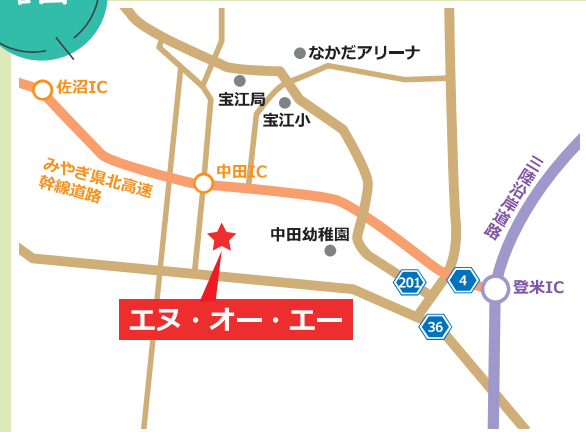 なかだアリーナ
佐沼IC
宝江局
宝江小
中田IC
みやぎ県北高速
幹線道路
三陸沿岸道路
中田幼稚園
201
4
登米IC
エヌ・オー・エー
36